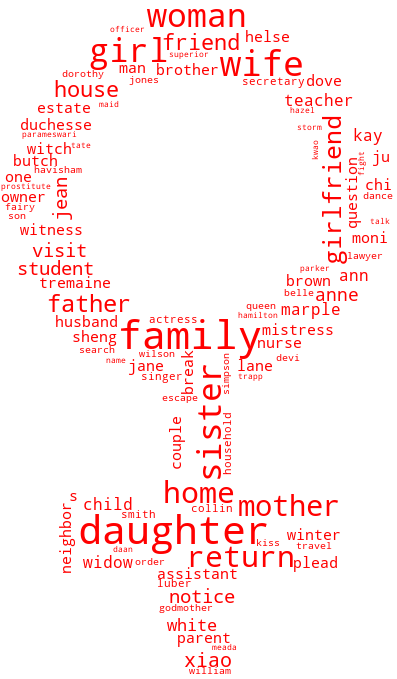 officer
woman
girl
friend
helse
superior
wife
dorothy
man
brother
jones
secretary
dove
house
maid
teacher
estate
hazel
duchesse
storm
parameswari
kay
witch
tate
kwao
butch
havisham
girlfriend
question
fight
ju
one
prostitute
jean
chi
owner
dance
fairy
son
talk
witness
moni
visit
lawyer
student
parker
tremaine
brown
ann
belle
anne
father
queen
marple
hamilton
husband
actress
family
mistress
sheng
nurse
search
wilson
name
jane
break
lane
devi
singer
sister
simpson
trapp
escape
couple
household
home
s
child
mother
collin
smith
neighbor
daughter
winter
kiss
travel
daan
return
widow
order
plead
assistant
luber
notice
godmother
white
parent
meada
xiao
william